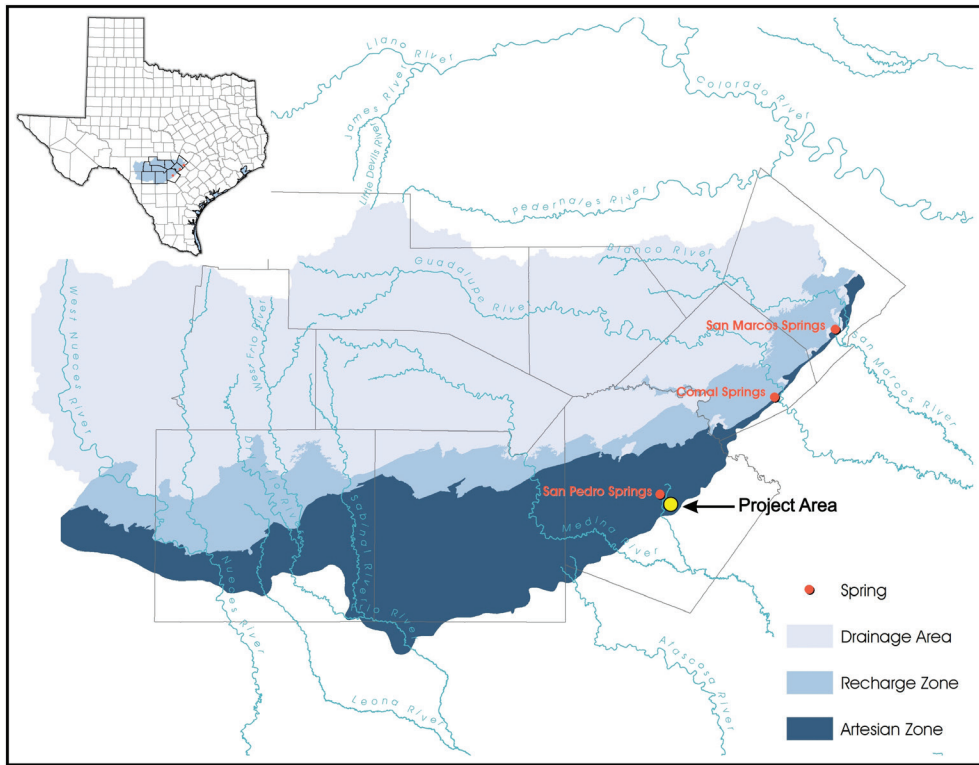 Llano River
James River
Little Devils River
Colorado River
Pedernales River
Blanco River
Guadalupe River
West Nueces River
West Frio River
San Marcos Springs
San Marcos River
Comal Springs
San Pedro Springs
Project Area
Medina River
Sabinal River
Nueces River
Leona River
Atascosa River
Spring
Drainage Area
Recharge Zone
Artesian Zone